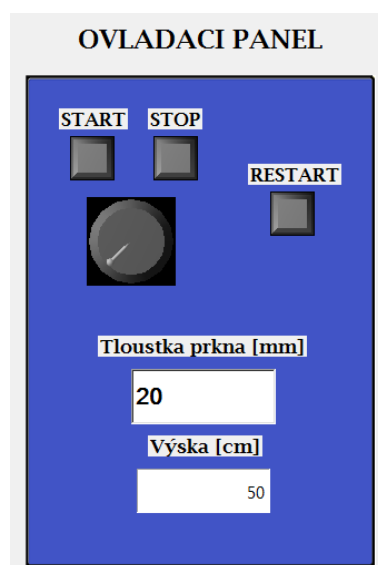 OVLADACI PANEL
START STOP
RESTART
Tloustka prkna [mm]
20
Výska [cm]
50